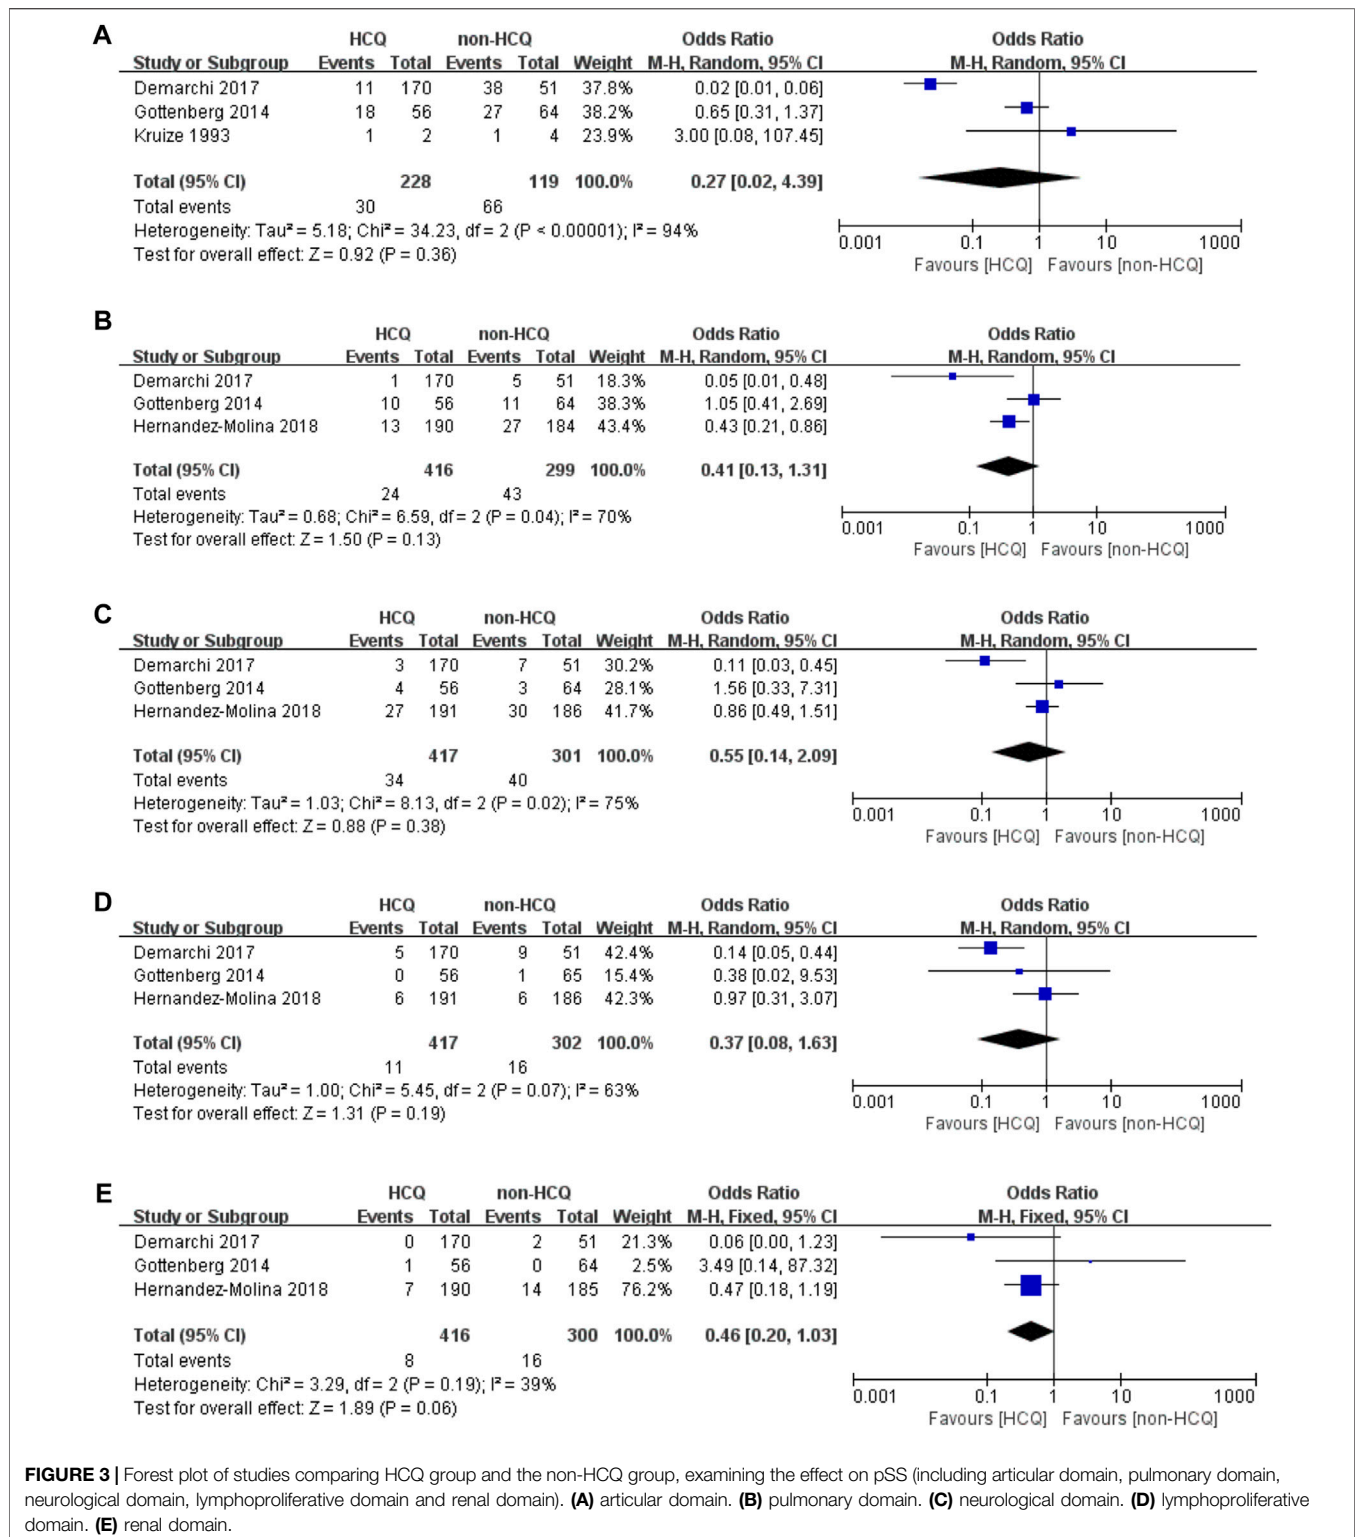 A
HCQ non-HCQ Odds Ratio Odds Ratio
Study or Subgroup Events Total Events Total Weight M-H, Random, 95% CI M-H, Random, 95% CI
Demarchi 2017 11 170 38 51 37.8% 0.02 [0.01, 0.06]
Gottenberg 2014 18 56 27 64 38.2% 0.65 [0.31, 1.37]
Kruize 1993 1 2 1 4 23.9% 3.00 [0.08, 107.45]
Total (95% CI) 228 119 100.0% 0.27 [0.02, 4.39]
Total events 30 66
Heterogeneity: Tau² = 5.18; Chi² = 34.23, df = 2 (P < 0.00001); I² = 94%
Test for overall effect: Z = 0.92 (P = 0.36)
0.001 0.1 1 10 1000
Favours [HCQ] Favours [non-HCQ]
B
HCQ non-HCQ Odds Ratio Odds Ratio
Study or Subgroup Events Total Events Total Weight M-H, Random, 95% CI M-H, Random, 95% CI
Demarchi 2017 1 170 5 51 18.3% 0.05 [0.01, 0.48]
Gottenberg 2014 10 56 11 64 38.3% 1.05 [0.41, 2.69]
Hernandez-Molina 2018 13 190 27 184 43.4% 0.43 [0.21, 0.86]
Total (95% CI) 416 299 100.0% 0.41 [0.13, 1.31]
Total events 24 43
Heterogeneity: Tau² = 0.68; Chi² = 6.59, df = 2 (P = 0.04); I² = 70%
Test for overall effect: Z = 1.50 (P = 0.13)
0.001 0.1 1 10 1000
Favours [HCQ] Favours [non-HCQ]
C
HCQ non-HCQ Odds Ratio Odds Ratio
Study or Subgroup Events Total Events Total Weight M-H, Random, 95% CI M-H, Random, 95% CI
Demarchi 2017 3 170 7 51 30.2% 0.11 [0.03, 0.45]
Gottenberg 2014 4 56 3 64 28.1% 1.56 [0.33, 7.31]
Hernandez-Molina 2018 27 191 30 186 41.7% 0.86 [0.49, 1.51]
Total (95% CI) 417 301 100.0% 0.55 [0.14, 2.09]
Total events 34 40
Heterogeneity: Tau² = 1.03; Chi² = 8.13, df = 2 (P = 0.02); I² = 75%
Test for overall effect: Z = 0.88 (P = 0.38)
0.001 0.1 1 10 1000
Favours [HCQ] Favours [non-HCQ]
D
HCQ non-HCQ Odds Ratio Odds Ratio
Study or Subgroup Events Total Events Total Weight M-H, Random, 95% CI M-H, Random, 95% CI
Demarchi 2017 5 170 9 51 42.4% 0.14 [0.05, 0.44]
Gottenberg 2014 0 56 1 65 15.4% 0.38 [0.02, 9.53]
Hernandez-Molina 2018 6 191 6 186 42.3% 0.97 [0.31, 3.07]
Total (95% CI) 417 302 100.0% 0.37 [0.08, 1.63]
Total events 11 16
Heterogeneity: Tau² = 1.00; Chi² = 5.45, df = 2 (P = 0.07); I² = 63%
Test for overall effect: Z = 1.31 (P = 0.19)
0.001 0.1 1 10 1000
Favours [HCQ] Favours [non-HCQ]
E
HCQ non-HCQ Odds Ratio Odds Ratio
Study or Subgroup Events Total Events Total Weight M-H, Fixed, 95% CI M-H, Fixed, 95% CI
Demarchi 2017 0 170 2 51 21.3% 0.06 [0.00, 1.23]
Gottenberg 2014 1 56 0 64 2.5% 3.49 [0.14, 87.32]
Hernandez-Molina 2018 7 190 14 185 76.2% 0.47 [0.18, 1.19]
Total (95% CI) 416 300 100.0% 0.46 [0.20, 1.03]
Total events 8 16
Heterogeneity: Chi² = 3.29, df = 2 (P = 0.19); I² = 39%
Test for overall effect: Z = 1.89 (P = 0.06)
0.001 0.1 1 10 1000
Favours [HCQ] Favours [non-HCQ]
FIGURE 3 | Forest plot of studies comparing HCQ group and the non-HCQ group, examining the effect on pSS (including articular domain, pulmonary domain,
neurological domain, lymphoproliferative domain and renal domain). (A) articular domain. (B) pulmonary domain. (C) neurological domain. (D) lymphoproliferative
domain. (E) renal domain.